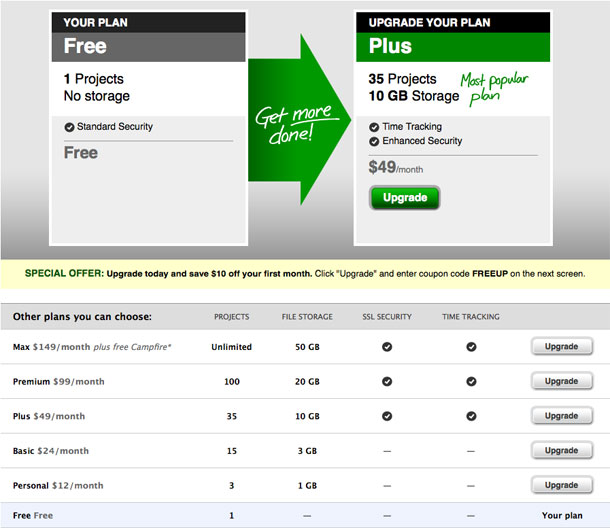 YOUR PLAN
Free
1 Projects
No storage
Standard Security
Free
Get more
done!
UPGRADE YOUR PLAN
Plus
35 Projects
10 GB Storage
Most popular
plan
Time Tracking
Enhanced Security
$49/month
Upgrade
SPECIAL OFFER: Upgrade today and save $10 off your first month. Click "Upgrade" and enter coupon code FREEUP on the next screen.
Other plans you can choose: PROJECTS FILE STORAGE SSL SECURITY TIME TRACKING
Max $149/month plus free Campfire* Unlimited 50 GB Upgrade
Premium $99/month 100 20 GB Upgrade
Plus $49/month 35 10 GB Upgrade
Basic $24/month 15 3 GB — — Upgrade
Personal $12/month 3 1 GB — — Upgrade
Free Free 1 — — — Your plan